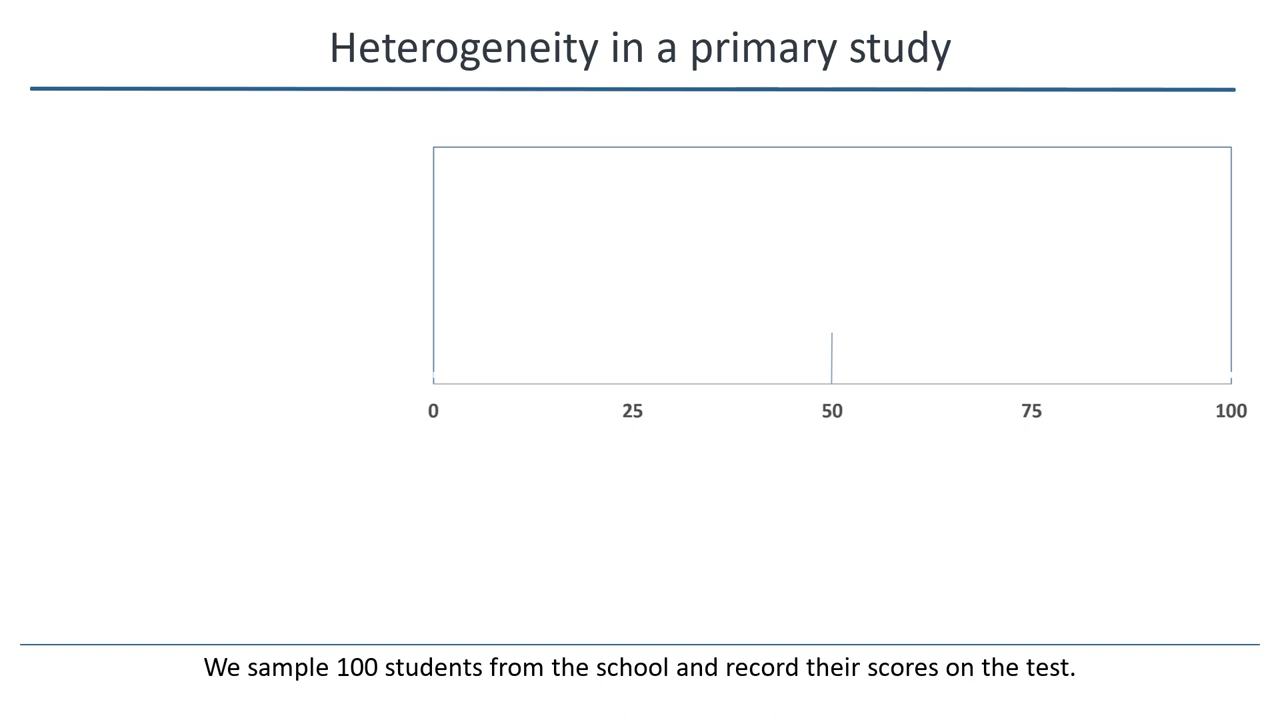 Heterogeneity in a primary study
0 25 50 75 100
We sample 100 students from the school and record their scores on the test.